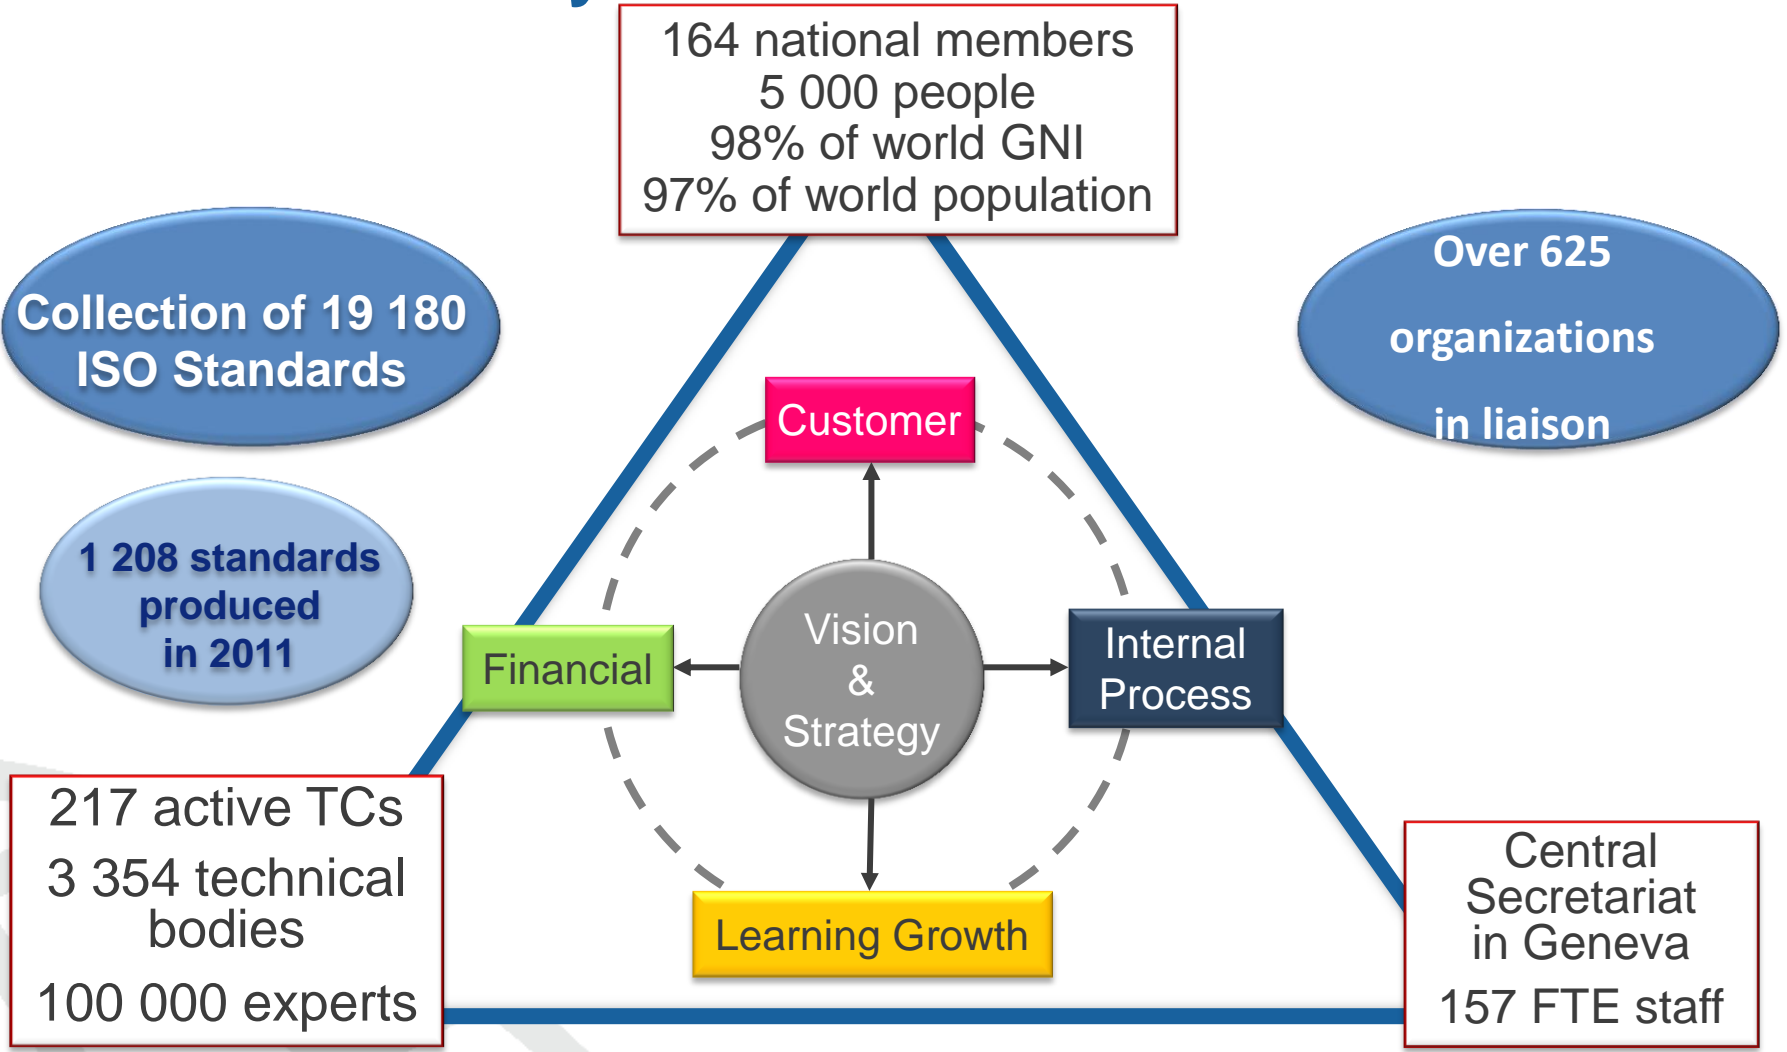 164 national members
5 000 people
98% of world GNI
97% of world population
Collection of 19 180
ISO Standards
Over 625
organizations
in liaison
1 208 standards
produced
in 2011
Customer
Financial
Vision
&
Strategy
Internal
Process
Learning Growth
217 active TCs
3 354 technical
bodies
100 000 experts
Central
Secretariat
in Geneva
157 FTE staff